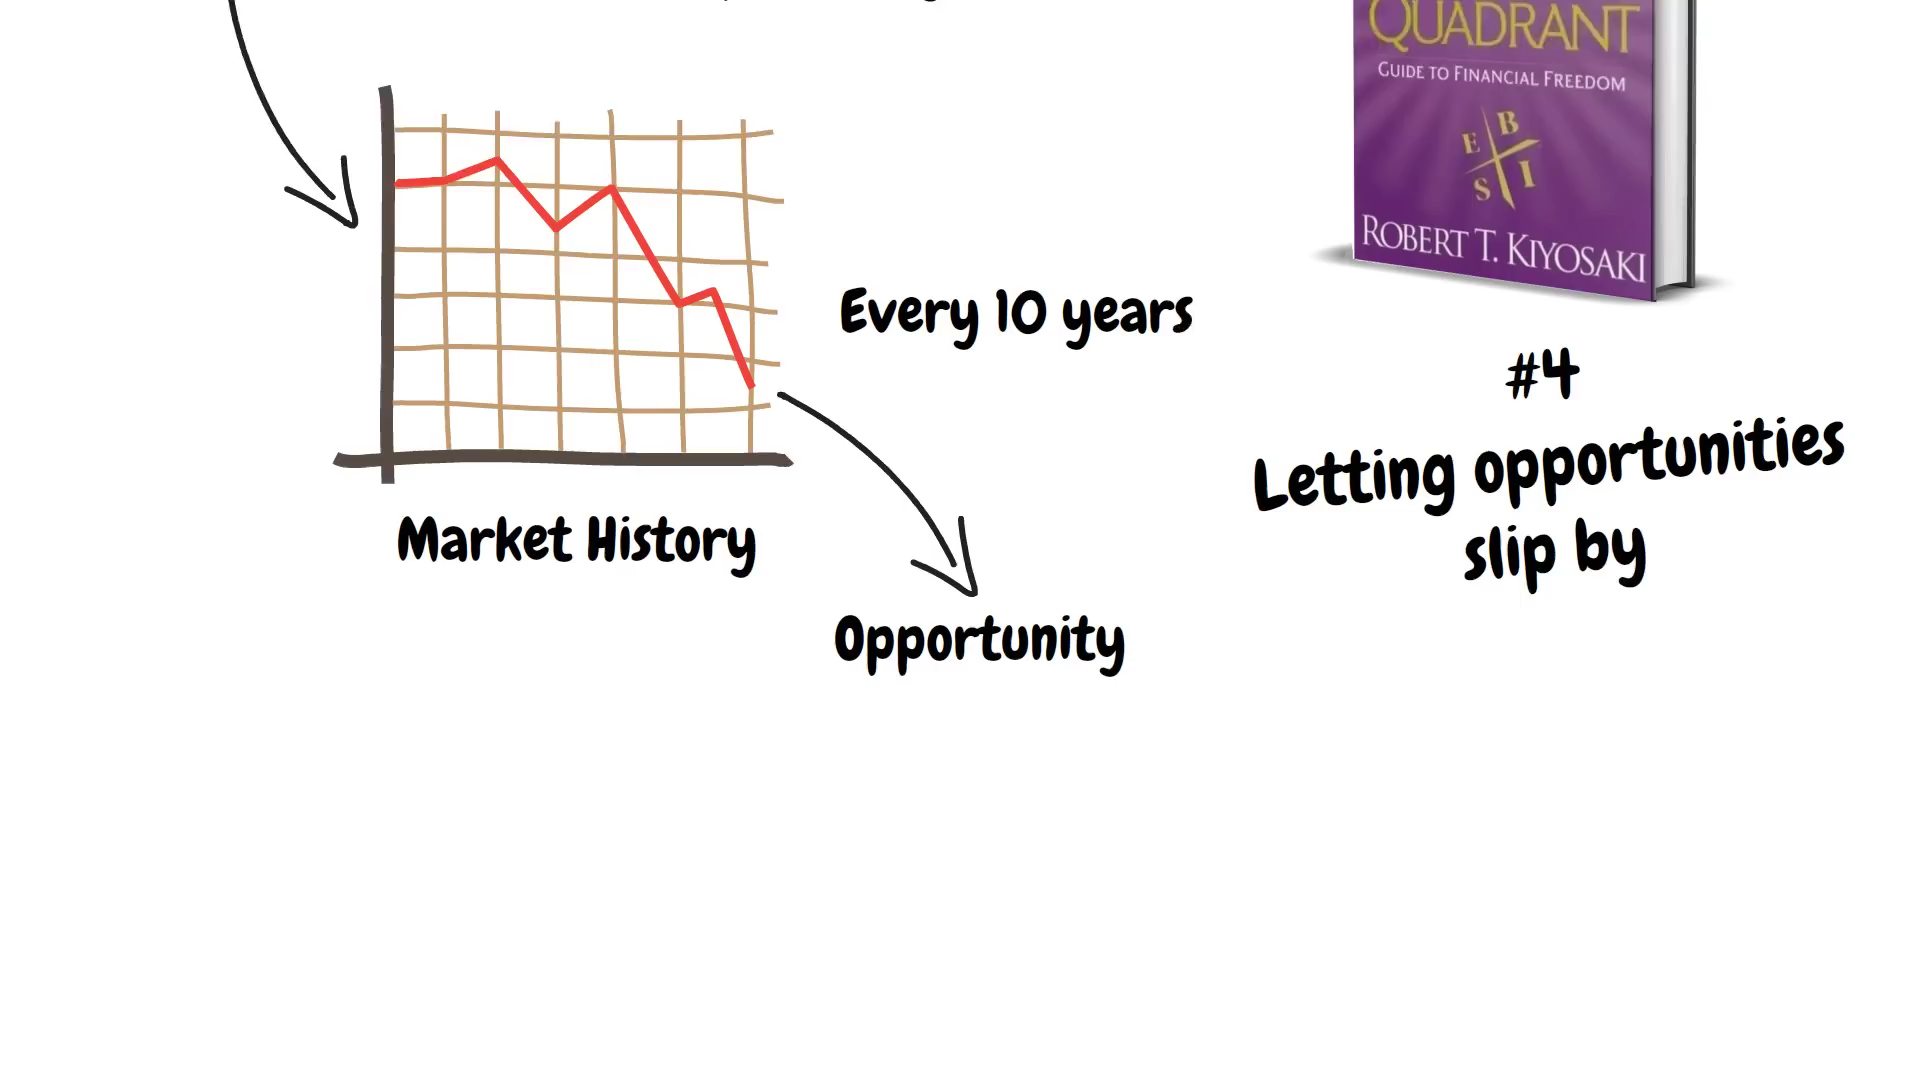 QUADRANT
GUIDE TO FINANCIAL FREEDOM
E B
S I
ROBERT T. KIYOSAKI
Every 10 years
#4
Letting opportunities
slip by
Market History
Opportunity